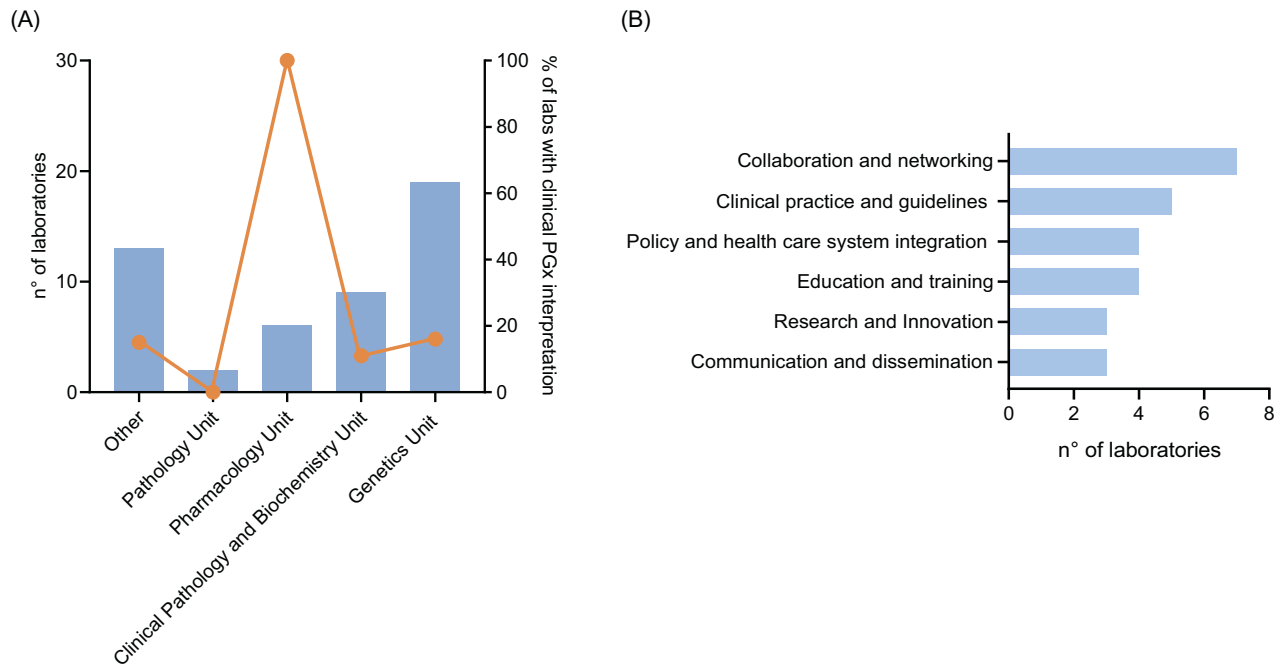 (A)
30
20
10
0
n° of laboratories
100
80
60
40
20
0
% of labs with clinical PGx interpretation
Other
Pathology Unit
Pharmacology Unit
Clinical Pathology and Biochemistry Unit
Genetics Unit
(B)
Collaboration and networking
Clinical practice and guidelines
Policy and health care system integration
Education and training
Research and Innovation
Communication and dissemination
0 2 4 6 8
n° of laboratories